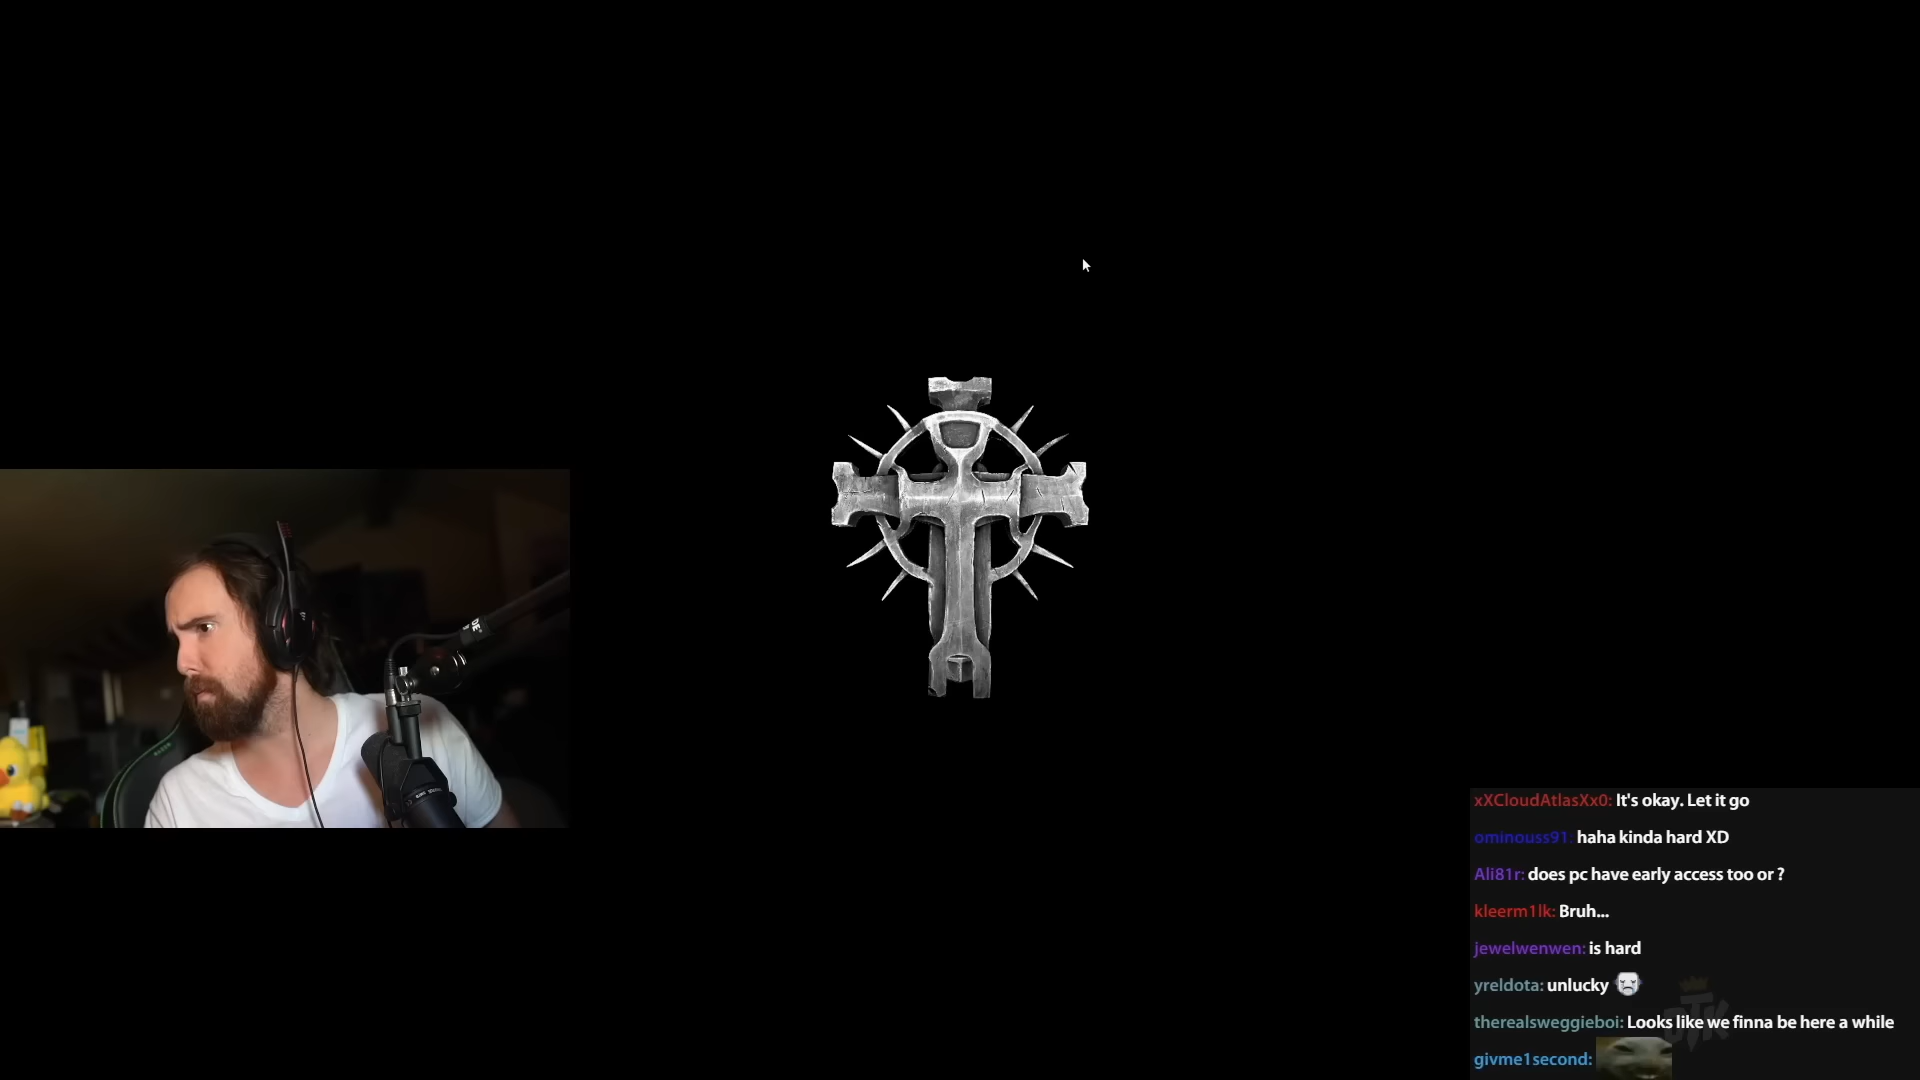 xXCloudAtlasXx0: It's okay. Let it go
ominouss91: haha kinda hard XD
Ali81r: does pc have early access too or ?
kleerm1lk: Bruh...
jewelwenwen: is hard
yreldota: unlucky
therealsweggieboi: Looks like we finna be here a while
givme1second: